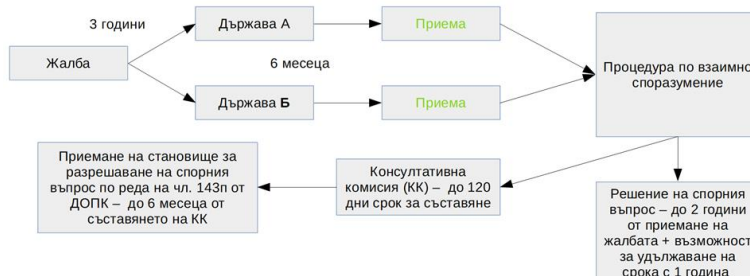 3 години
Държава А
Приема
Жалба
6 месеца
Държава Б
Приема
Процедура по взаимно
споразумение
Приемане на становище за
разрешаване на спорния
въпрос по реда на чл. 143п от
ДОПК – до 6 месеца от
съставянето на КК
Консултативна
комисия (КК) – до 120
дни срок за съставяне
Решение на спорния
въпрос – до 2 години
от приемане на
жалбата + възможност
за удължаване на
срока с 1 година